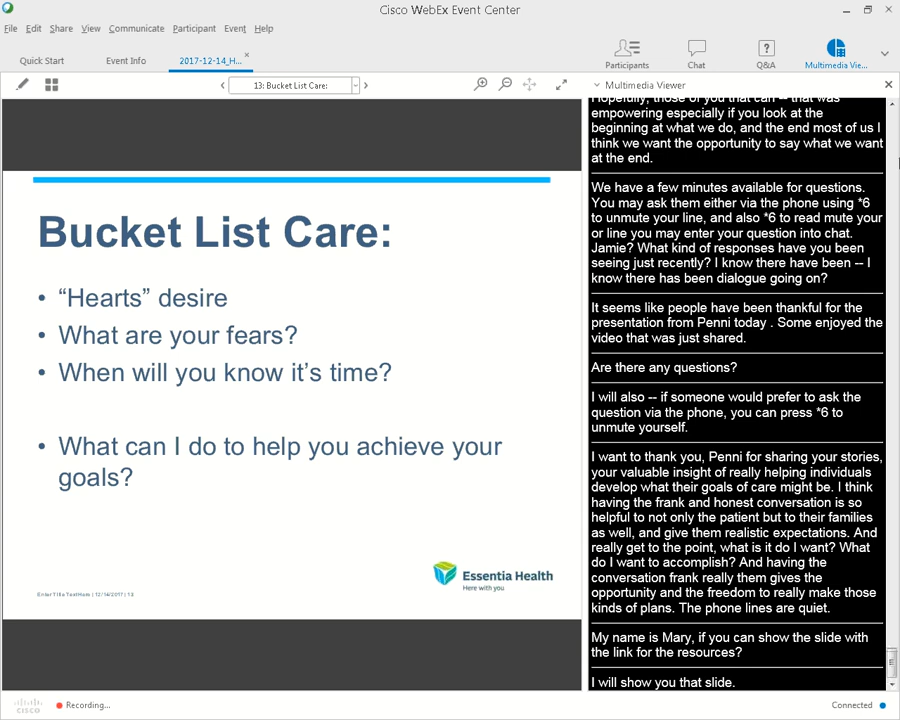 Cisco WebEx Event Center
File Edit Share View Communicate Participant Event Help
Quick Start Event Info 2017-12-14_H...
Participants Chat Q&A Multimedia Vie...
13: Bucket List Care:
Multimedia Viewer
Bucket List Care:
• “Hearts” desire
• What are your fears?
• When will you know it’s time?
• What can I do to help you achieve your
goals?
Essentia Health
Here with you
Enter Title Text Here | 12/14/2017 | 13
Hopefully, those of you that can -- that was
empowering especially if you look at the
beginning at what we do, and the end most of us I
think we want the opportunity to say what we want
at the end.
We have a few minutes available for questions.
You may ask them either via the phone using *6
to unmute your line, and also *6 to read mute your
or line you may enter your question into chat.
Jamie? What kind of responses have you been
seeing just recently? I know there have been -- I
know there has been dialogue going on?
It seems like people have been thankful for the
presentation from Penni today . Some enjoyed the
video that was just shared.
Are there any questions?
I will also -- if someone would prefer to ask the
question via the phone, you can press *6 to
unmute yourself.
I want to thank you, Penni for sharing your stories,
your valuable insight of really helping individuals
develop what their goals of care might be. I think
having the frank and honest conversation is so
helpful to not only the patient but to their families
as well, and give them realistic expectations. And
really get to the point, what is it do I want? What
do I want to accomplish? And having the
conversation frank really them gives the
opportunity and the freedom to really make those
kinds of plans. The phone lines are quiet.
My name is Mary, if you can show the slide with
the link for the resources?
I will show you that slide.
cisco
Recording...
Connected